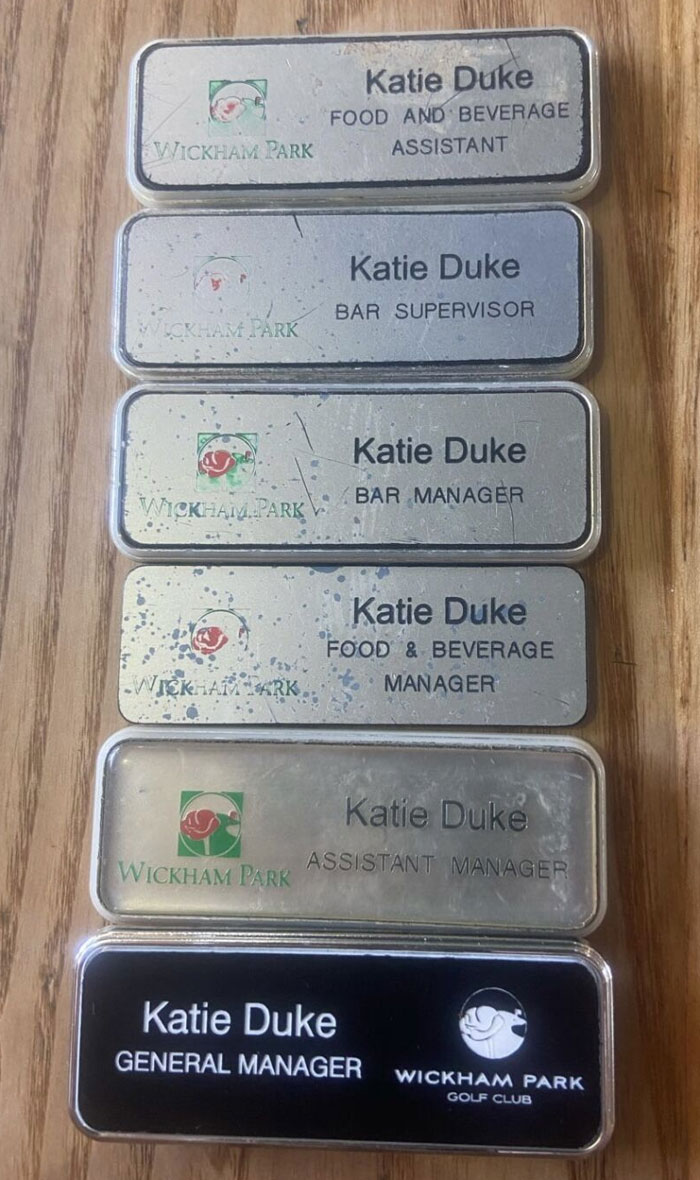 WICKHAM PARK
Katie Duke
FOOD AND BEVERAGE
ASSISTANT
WICKHAM PARK
Katie Duke
BAR SUPERVISOR
WICKHAM PARK
Katie Duke
BAR MANAGER
WICKHAM PARK
Katie Duke
FOOD & BEVERAGE
MANAGER
WICKHAM PARK
Katie Duke
ASSISTANT MANAGER
Katie Duke
GENERAL MANAGER
WICKHAM PARK
GOLF CLUB